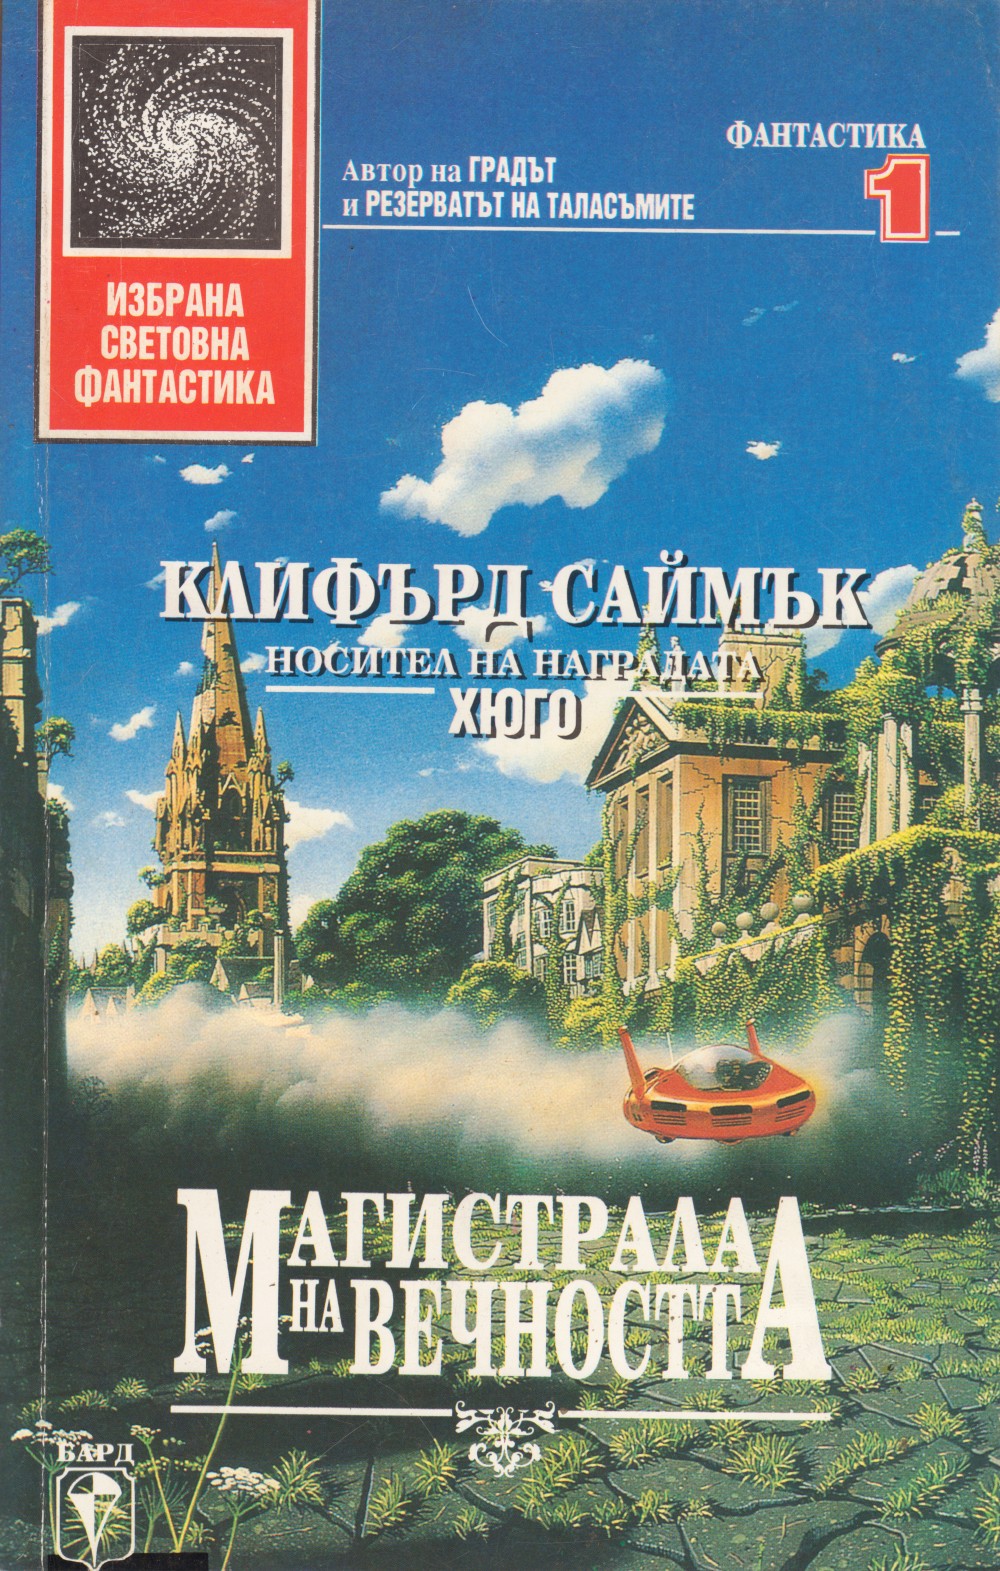 ФАНТАСТИКА
1
Автор на ГРАДЪТ
и РЕЗЕРВАТЪТ НА ТАЛАСЪМИТЕ
ИЗБРАНА
СВЕТОВНА
ФАНТАСТИКА
КЛИФЪРД САЙМЪК
НОСИТЕЛ НА НАГРАДАТА
ХЮГО
МАГИСТРАЛА
НА ВЕЧНОСТТА
БАРД